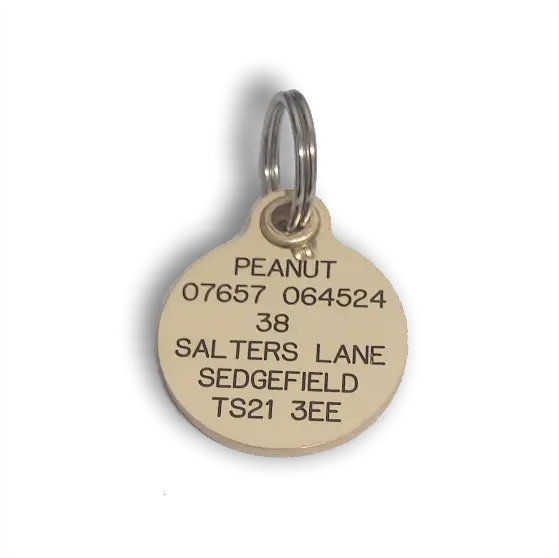 PEANUT
07657 064524
38
SALTERS LANE
SEDGEFIELD
TS21 3EE